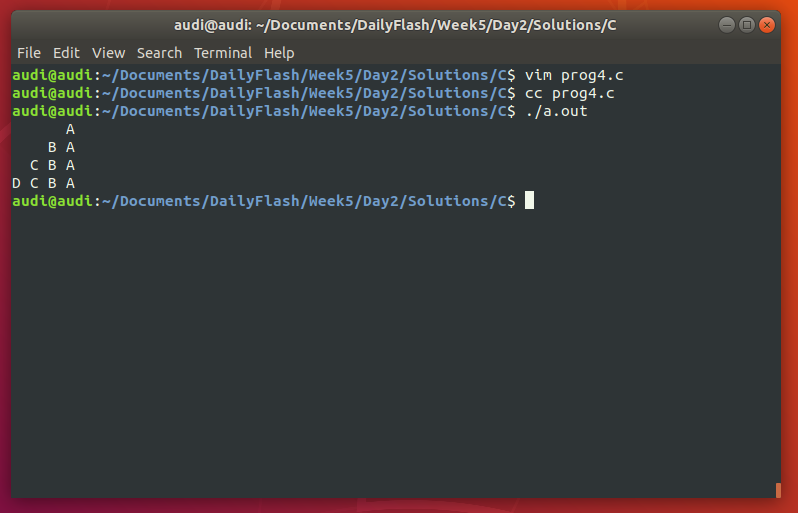 audi@audi: ~/Documents/DailyFlash/Week5/Day2/Solutions/C
File Edit View Search Terminal Help
audi@audi:~/Documents/DailyFlash/Week5/Day2/Solutions/C$ vim prog4.c
audi@audi:~/Documents/DailyFlash/Week5/Day2/Solutions/C$ cc prog4.c
audi@audi:~/Documents/DailyFlash/Week5/Day2/Solutions/C$ ./a.out
      A
    B A
  C B A
D C B A
audi@audi:~/Documents/DailyFlash/Week5/Day2/Solutions/C$